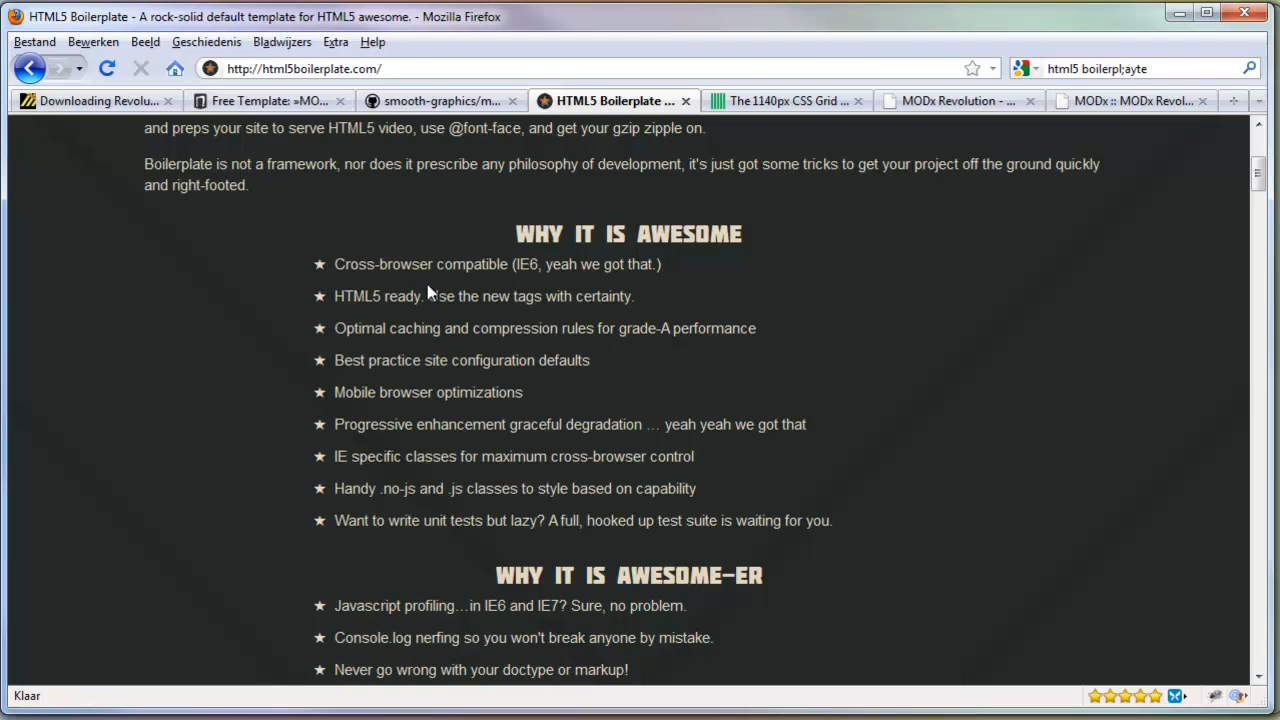 HTML5 Boilerplate - A rock-solid default template for HTML5 awesome. - Mozilla Firefox
Bestand Bewerken Beeld Geschiedenis Bladwijzers Extra Help
http://html5boilerplate.com/ html5 boilerpl;ayte
Downloading Revolu... Free Template: »MO... smooth-graphics/m... HTML5 Boilerplate ... The 1140px CSS Grid ... MODx Revolution - ... MODx :: MODx Revol...
and preps your site to serve HTML5 video, use @font-face, and get your gzip zipple on.
Boilerplate is not a framework, nor does it prescribe any philosophy of development, it's just got some tricks to get your project off the ground quickly
and right-footed.
WHY IT IS AWESOME
★ Cross-browser compatible (IE6, yeah we got that.)
★ HTML5 ready. Use the new tags with certainty.
★ Optimal caching and compression rules for grade-A performance
★ Best practice site configuration defaults
★ Mobile browser optimizations
★ Progressive enhancement graceful degradation … yeah yeah we got that
★ IE specific classes for maximum cross-browser control
★ Handy .no-js and .js classes to style based on capability
★ Want to write unit tests but lazy? A full, hooked up test suite is waiting for you.
WHY IT IS AWESOME-ER
★ Javascript profiling…in IE6 and IE7? Sure, no problem.
★ Console.log nerfing so you won't break anyone by mistake.
★ Never go wrong with your doctype or markup!
Klaar